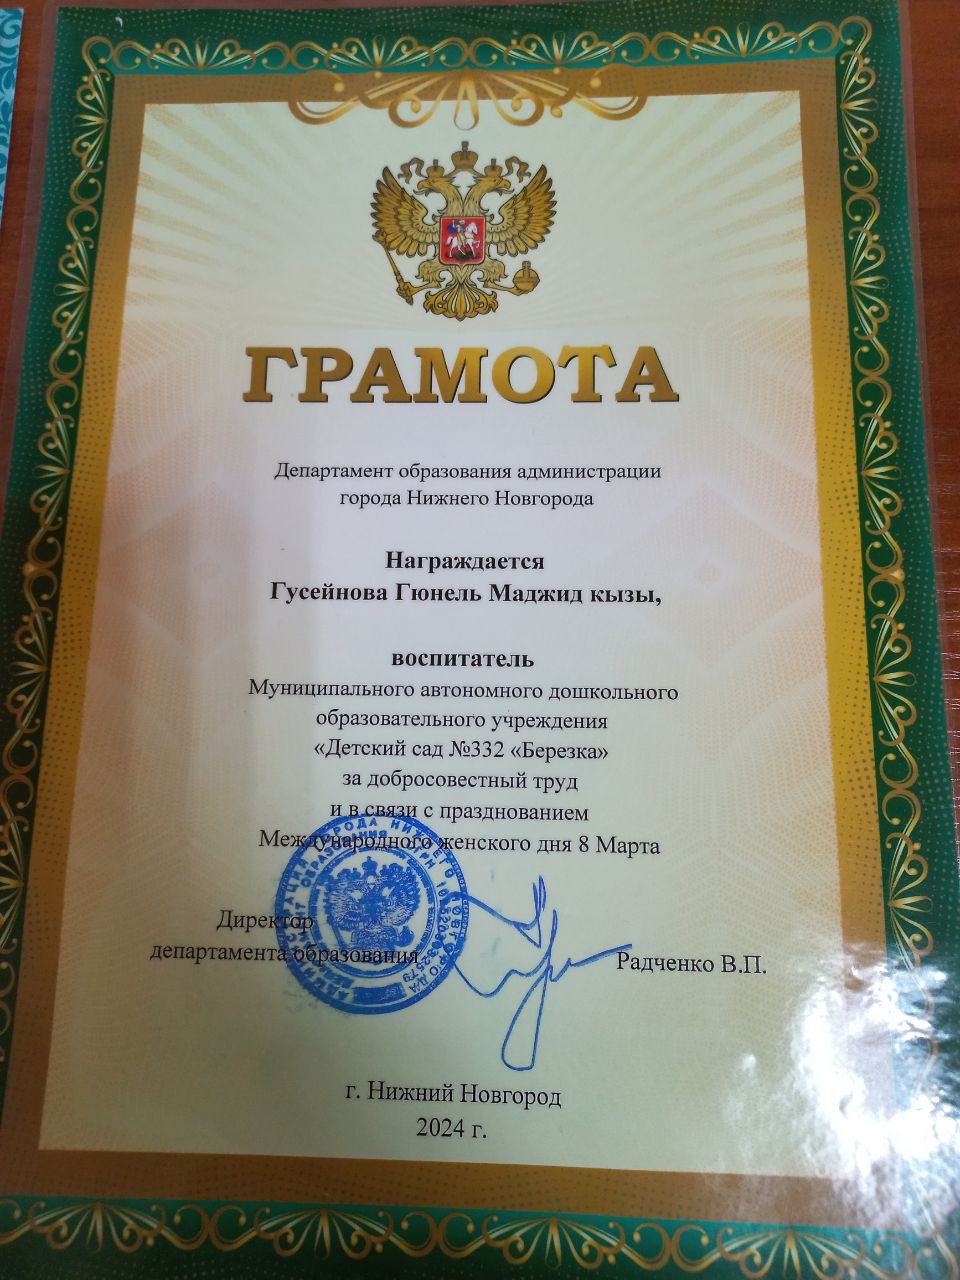 ГРАМОТА
Департамент образования администрации
города Нижнего Новгорода
Награждается
Гусейнова Гюнель Маджид кызы,
воспитатель
Муниципального автономного дошкольного
образовательного учреждения
«Детский сад №332 «Березка»
за добросовестный труд
и в связи с празднованием
Международного женского дня 8 Марта
Директор
департамента образования
Радченко В.П.
г. Нижний Новгород
2024 г.